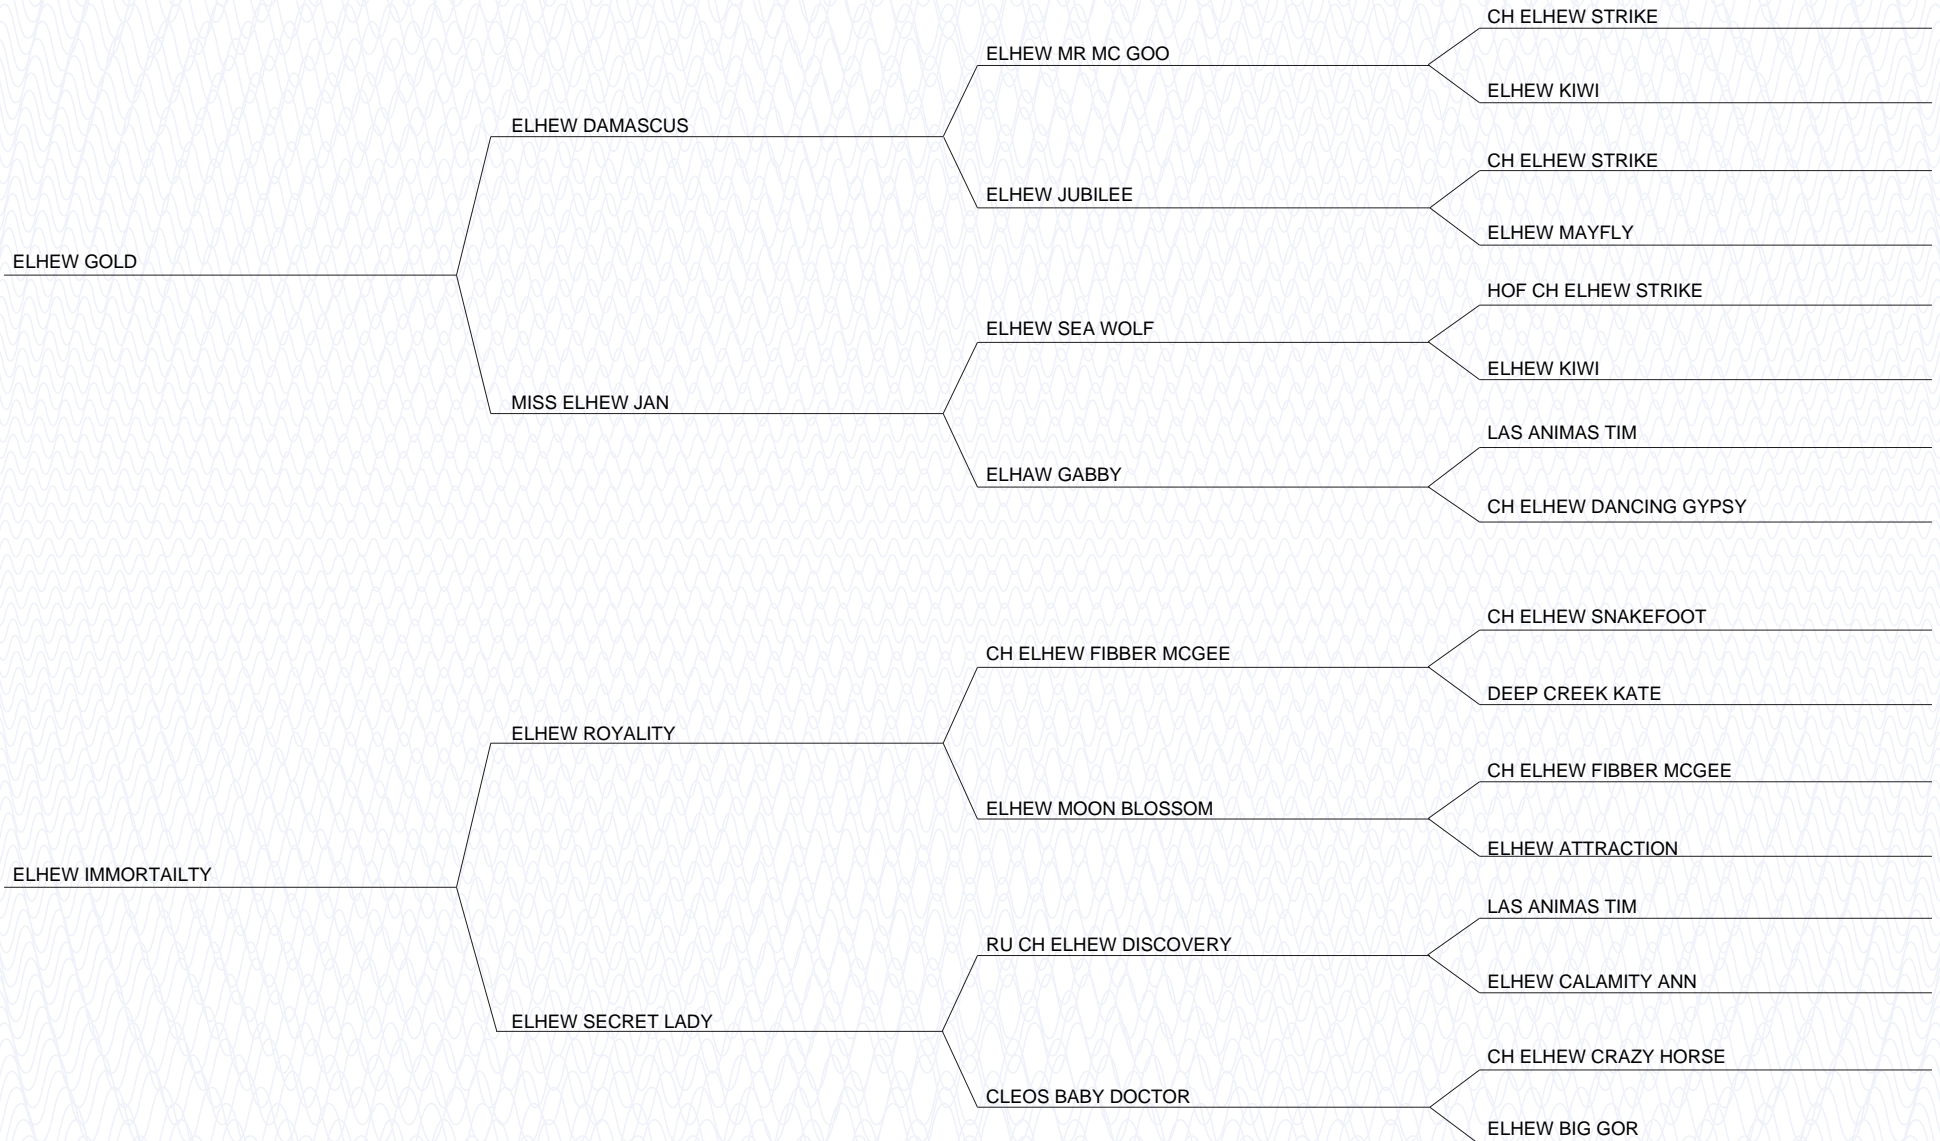 CH ELHEW STRIKE
ELHEW MR MC GOO
ELHEW KIWI
ELHEW DAMASCUS
CH ELHEW STRIKE
ELHEW JUBILEE
ELHEW MAYFLY
ELHEW GOLD
HOF CH ELHEW STRIKE
ELHEW SEA WOLF
ELHEW KIWI
MISS ELHEW JAN
LAS ANIMAS TIM
ELHAW GABBY
CH ELHEW DANCING GYPSY
CH ELHEW SNAKEFOOT
CH ELHEW FIBBER MCGEE
DEEP CREEK KATE
ELHEW ROYALITY
CH ELHEW FIBBER MCGEE
ELHEW MOON BLOSSOM
ELHEW ATTRACTION
ELHEW IMMORTAILTY
LAS ANIMAS TIM
RU CH ELHEW DISCOVERY
ELHEW CALAMITY ANN
ELHEW SECRET LADY
CH ELHEW CRAZY HORSE
CLEOS BABY DOCTOR
ELHEW BIG GOR